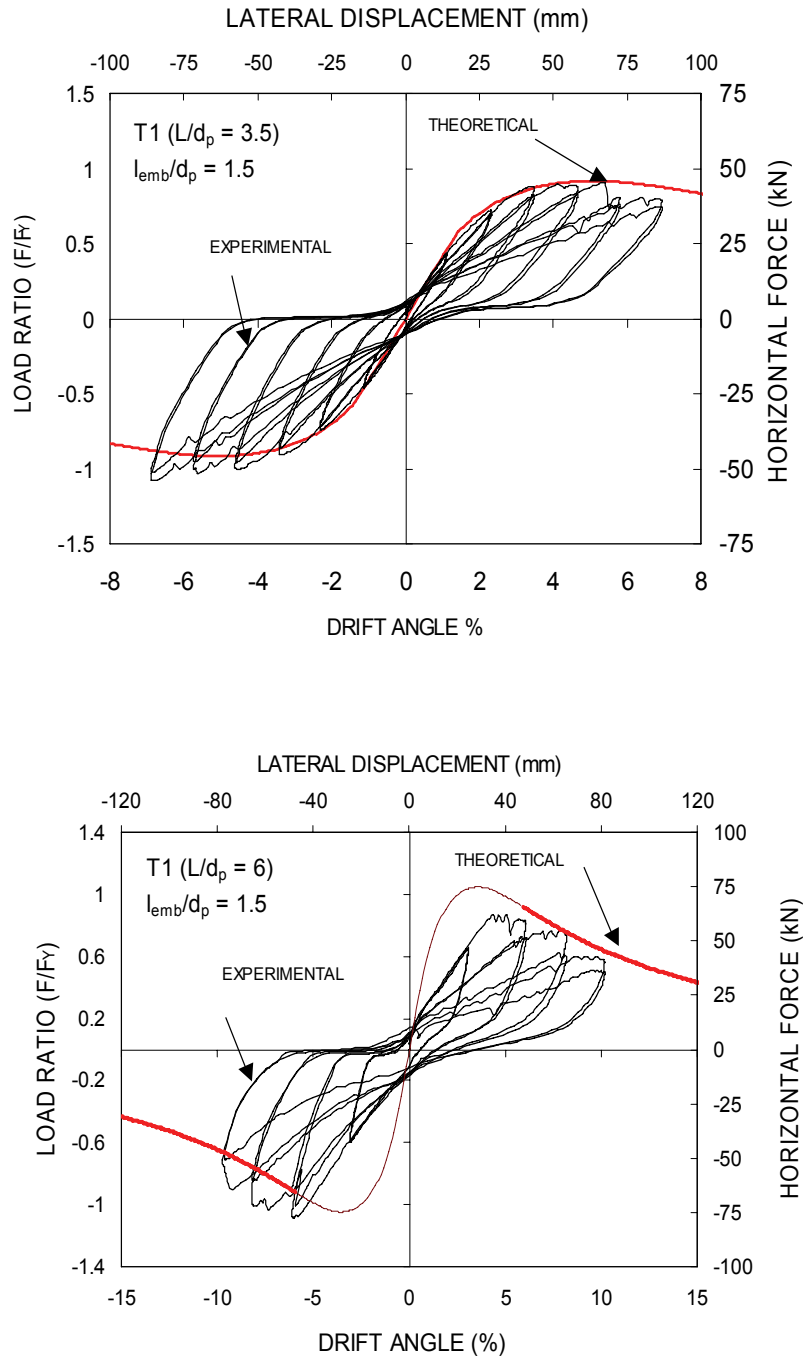 LATERAL DISPLACEMENT (mm)
-100 -75 -50 -25 0 25 50 75 100
1.5 75
T1 (L/dp = 3.5)
lemb/dp = 1.5
THEORETICAL
1 50
EXPERIMENTAL
0.5 25
0 0
-0.5 -25
-1 -50
-1.5 -75
LOAD RATIO (F/FY)
HORIZONTAL FORCE (kN)
-8 -6 -4 -2 0 2 4 6 8
DRIFT ANGLE %
LATERAL DISPLACEMENT (mm)
-120 -80 -40 0 40 80 120
1.4 100
T1 (L/dp = 6)
lemb/dp = 1.5
THEORETICAL
1 75
EXPERIMENTAL
0.6 50
0.2 25
0
-0.2 -25
-0.6 -50
-1 -75
-1.4 -100
LOAD RATIO (F/FY)
HORIZONTAL FORCE (kN)
-15 -10 -5 0 5 10 15
DRIFT ANGLE (%)